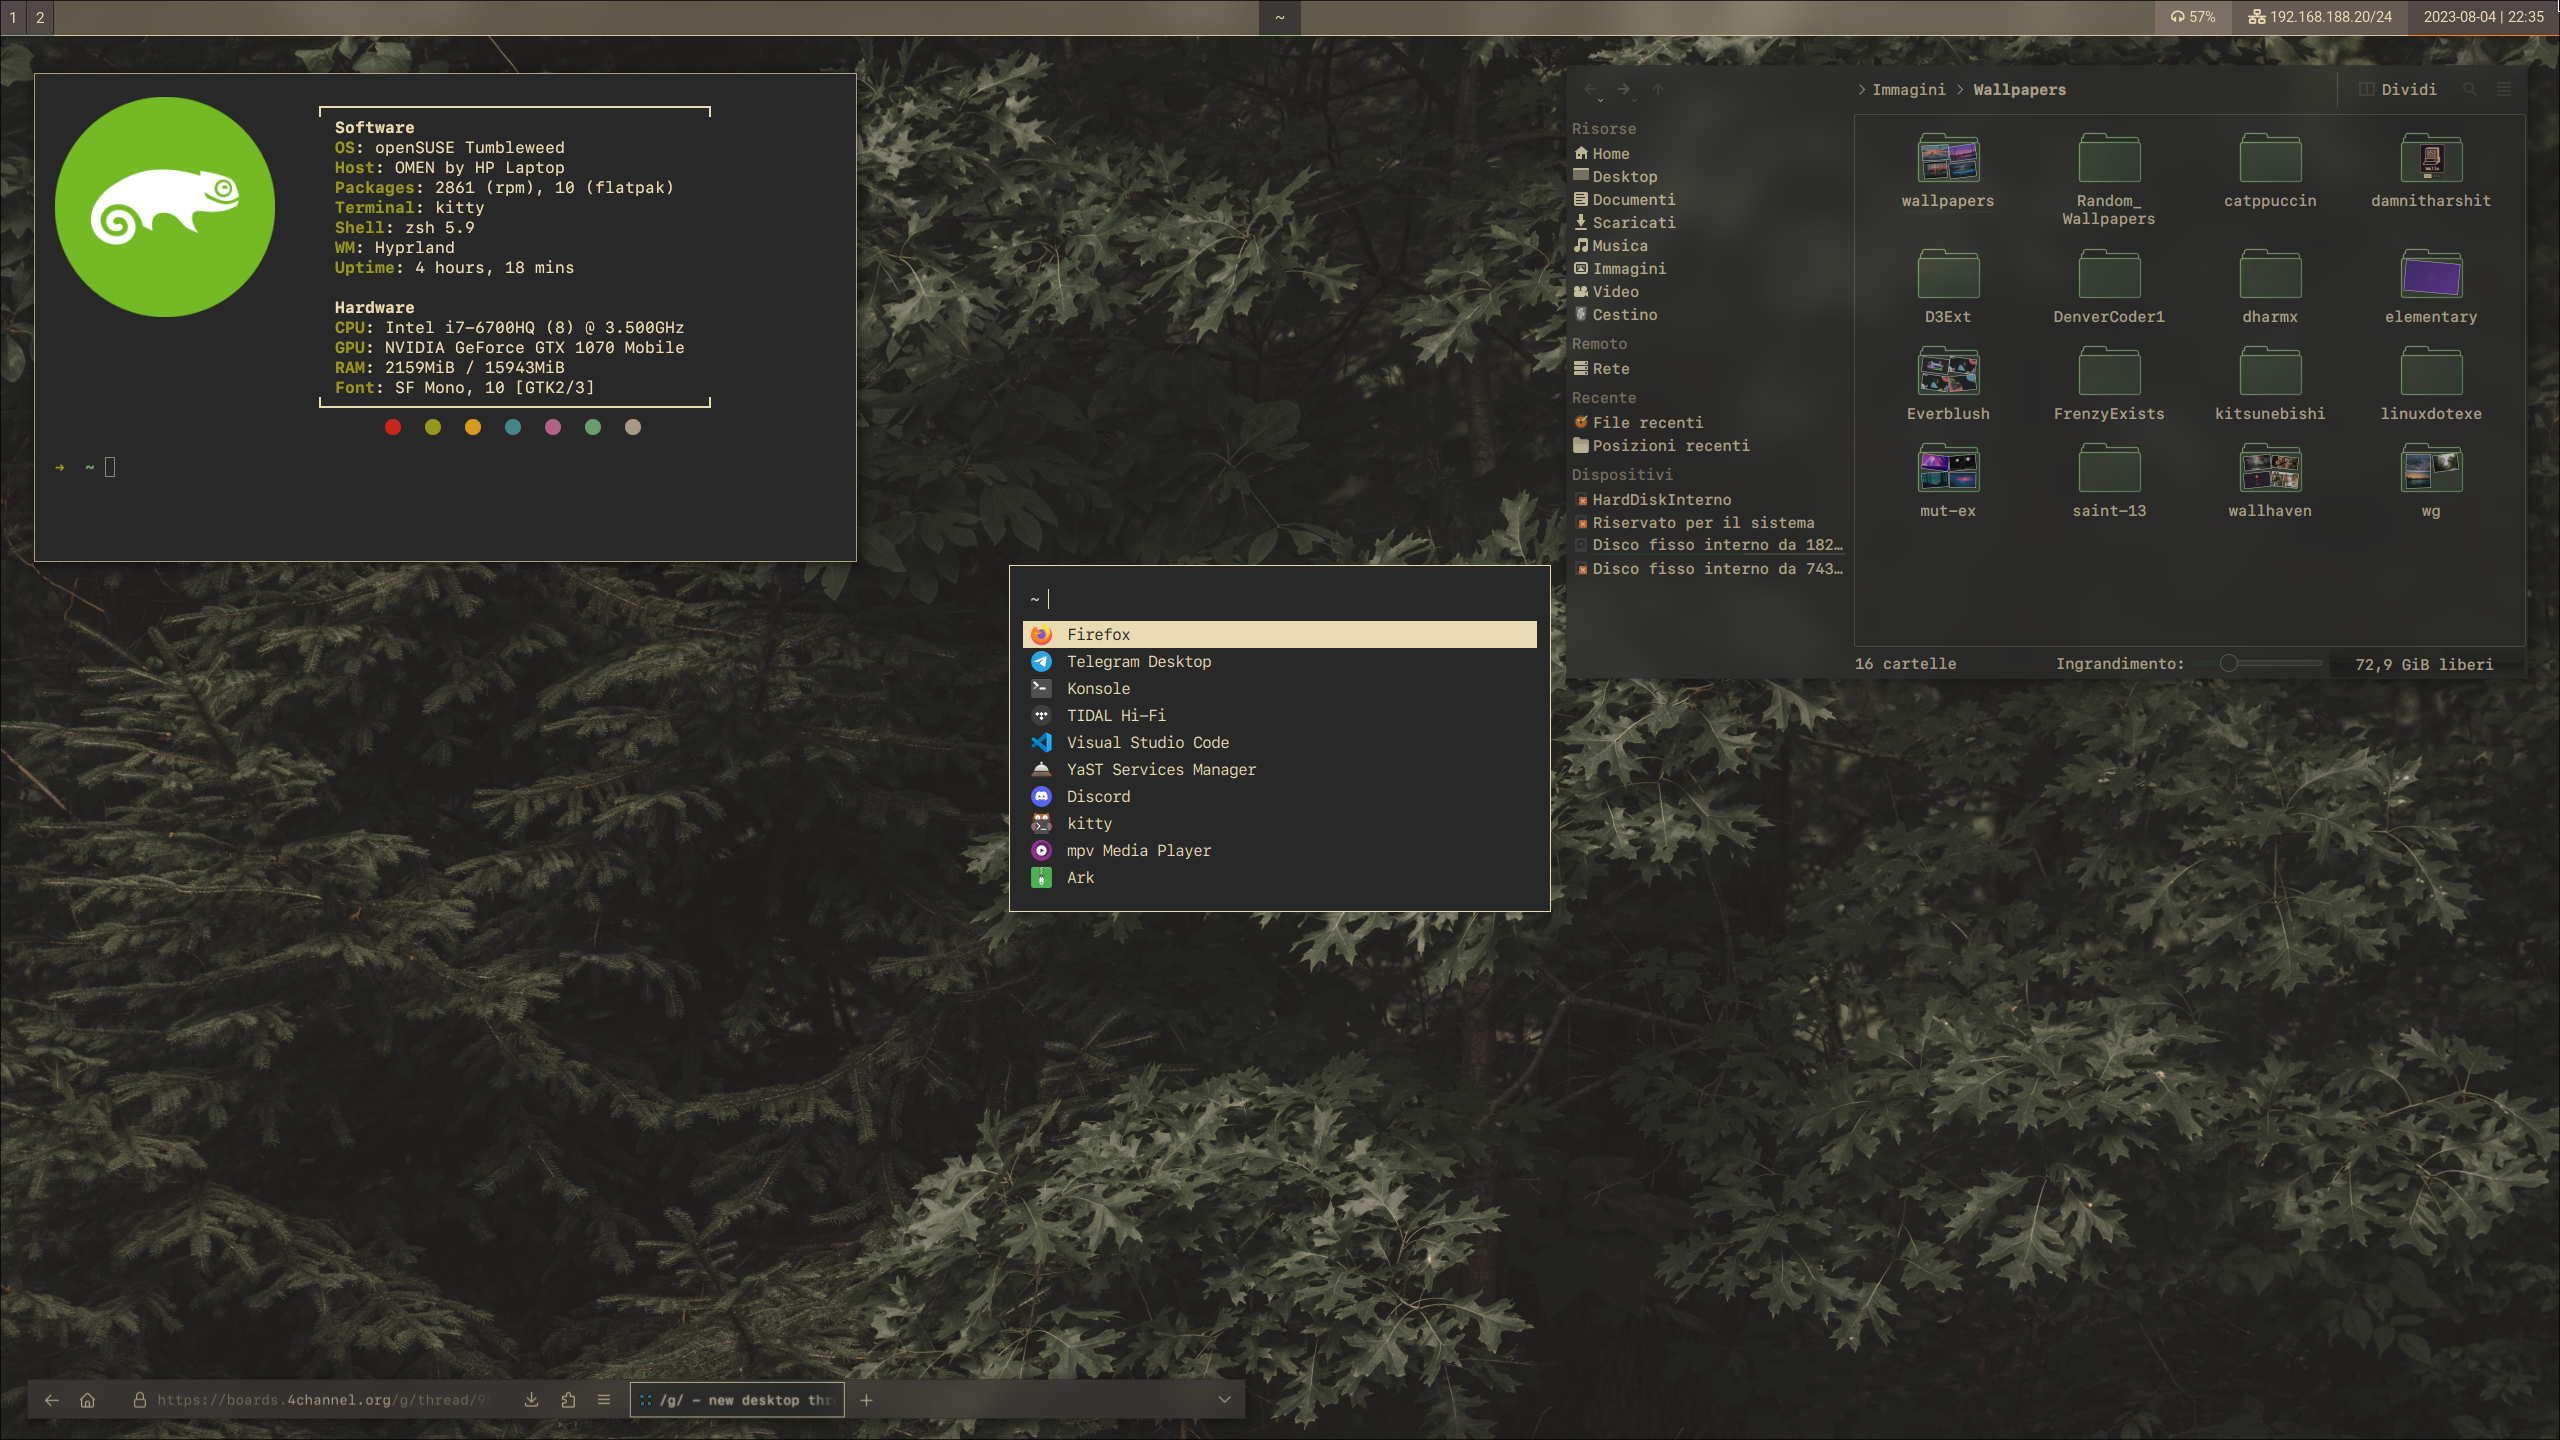 1 2 ~ 57% 192.168.188.20/24 2023-08-04 | 22:35
Software
OS: openSUSE Tumbleweed
Host: OMEN by HP Laptop
Packages: 2861 (rpm), 10 (flatpak)
Terminal: kitty
Shell: zsh 5.9
WM: Hyprland
Uptime: 4 hours, 18 mins
Hardware
CPU: Intel i7-6700HQ (8) @ 3.500GHz
GPU: NVIDIA GeForce GTX 1070 Mobile
RAM: 2159MiB / 15943MiB
Font: SF Mono, 10 [GTK2/3]
➜ ~
> Immagini > Wallpapers
Dividi
Risorse
Home
Desktop
Documenti
Scaricati
Musica
Immagini
Video
Cestino
Remoto
Rete
Recente
File recenti
Posizioni recenti
Dispositivi
HardDiskInterno
Riservato per il sistema
Disco fisso interno da 182…
Disco fisso interno da 743…
wallpapers Random_ catppuccin damnitharshit
Wallpapers
D3Ext DenverCoder1 dharmx elementary
Everblush FrenzyExists kitsunebishi linuxdotexe
mut-ex saint-13 wallhaven wg
16 cartelle Ingrandimento: 72,9 GiB liberi
~
Firefox
Telegram Desktop
Konsole
TIDAL Hi-Fi
Visual Studio Code
YaST Services Manager
Discord
kitty
mpv Media Player
Ark
https://boards.4channel.org/g/thread/9 /g/ - new desktop thr